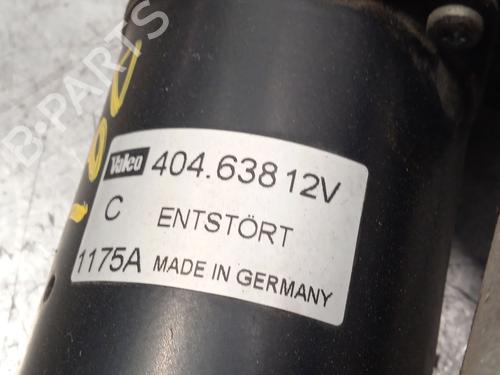 Valeo 404.638 12V
C ENTSTÖRT
1175A MADE IN GERMANY
B-PARTS